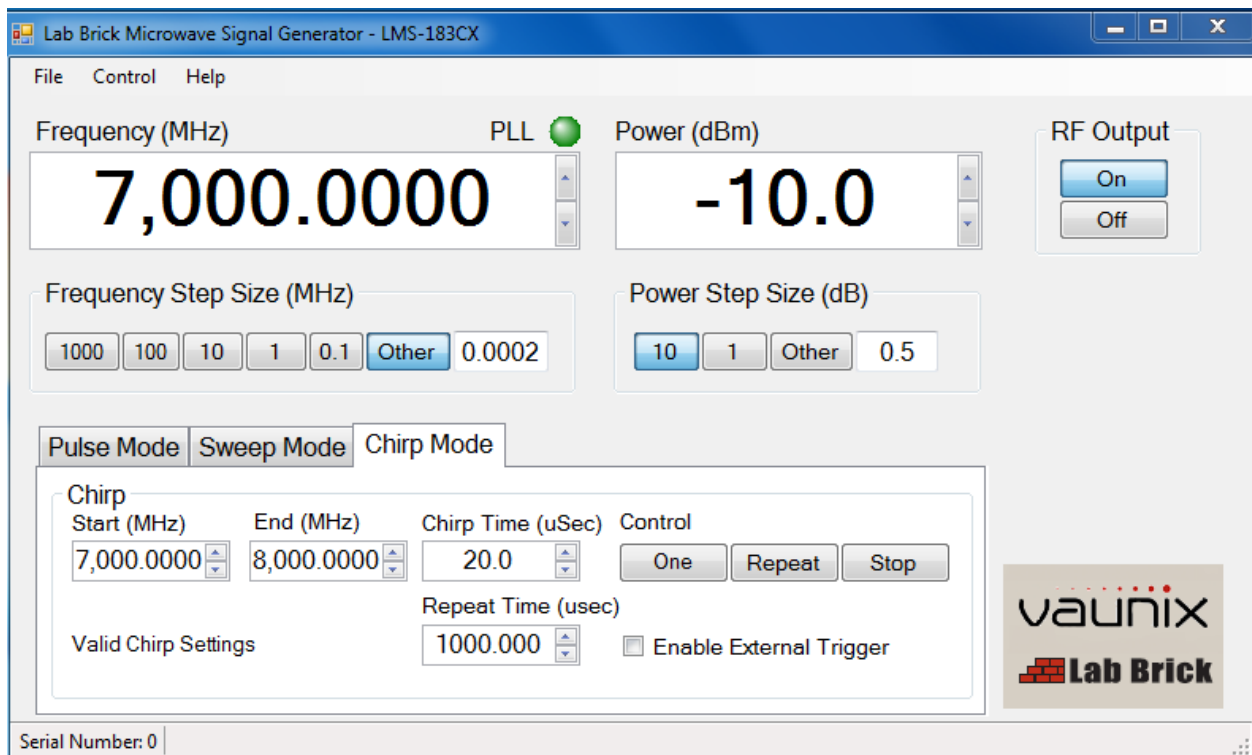 Lab Brick Microwave Signal Generator - LMS-183CX
File Control Help
Frequency (MHz) PLL Power (dBm) RF Output
7,000.0000 -10.0 On
Off
Frequency Step Size (MHz) Power Step Size (dB)
1000 100 10 1 0.1 Other 0.0002 10 1 Other 0.5
Pulse Mode Sweep Mode Chirp Mode
Chirp
Start (MHz) End (MHz) Chirp Time (uSec) Control
7,000.0000 8,000.0000 20.0 One Repeat Stop
Repeat Time (usec)
Valid Chirp Settings 1000.000 Enable External Trigger
vaunix
Lab Brick
Serial Number: 0